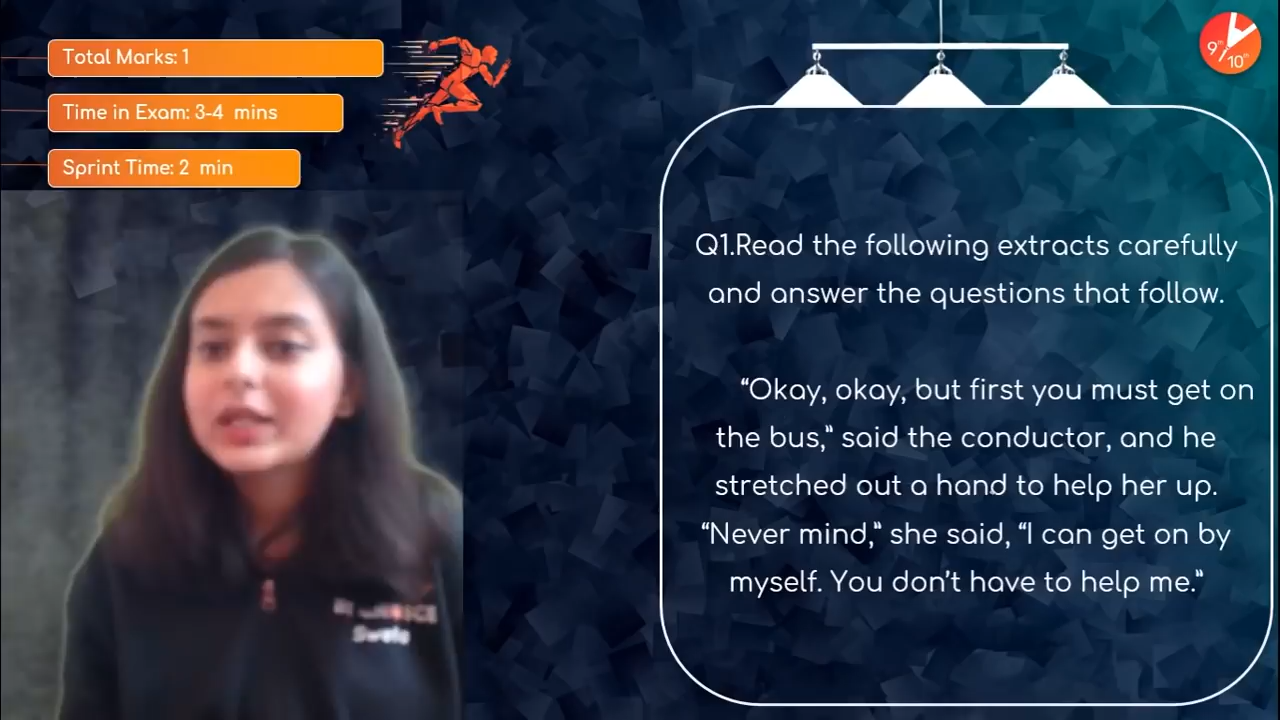 Total Marks: 1
Time in Exam: 3-4 mins
Sprint Time: 2 min
9th
10th
Q1.Read the following extracts carefully
and answer the questions that follow.
“Okay, okay, but first you must get on
the bus,” said the conductor, and he
stretched out a hand to help her up.
“Never mind,” she said, “I can get on by
myself. You don’t have to help me.”